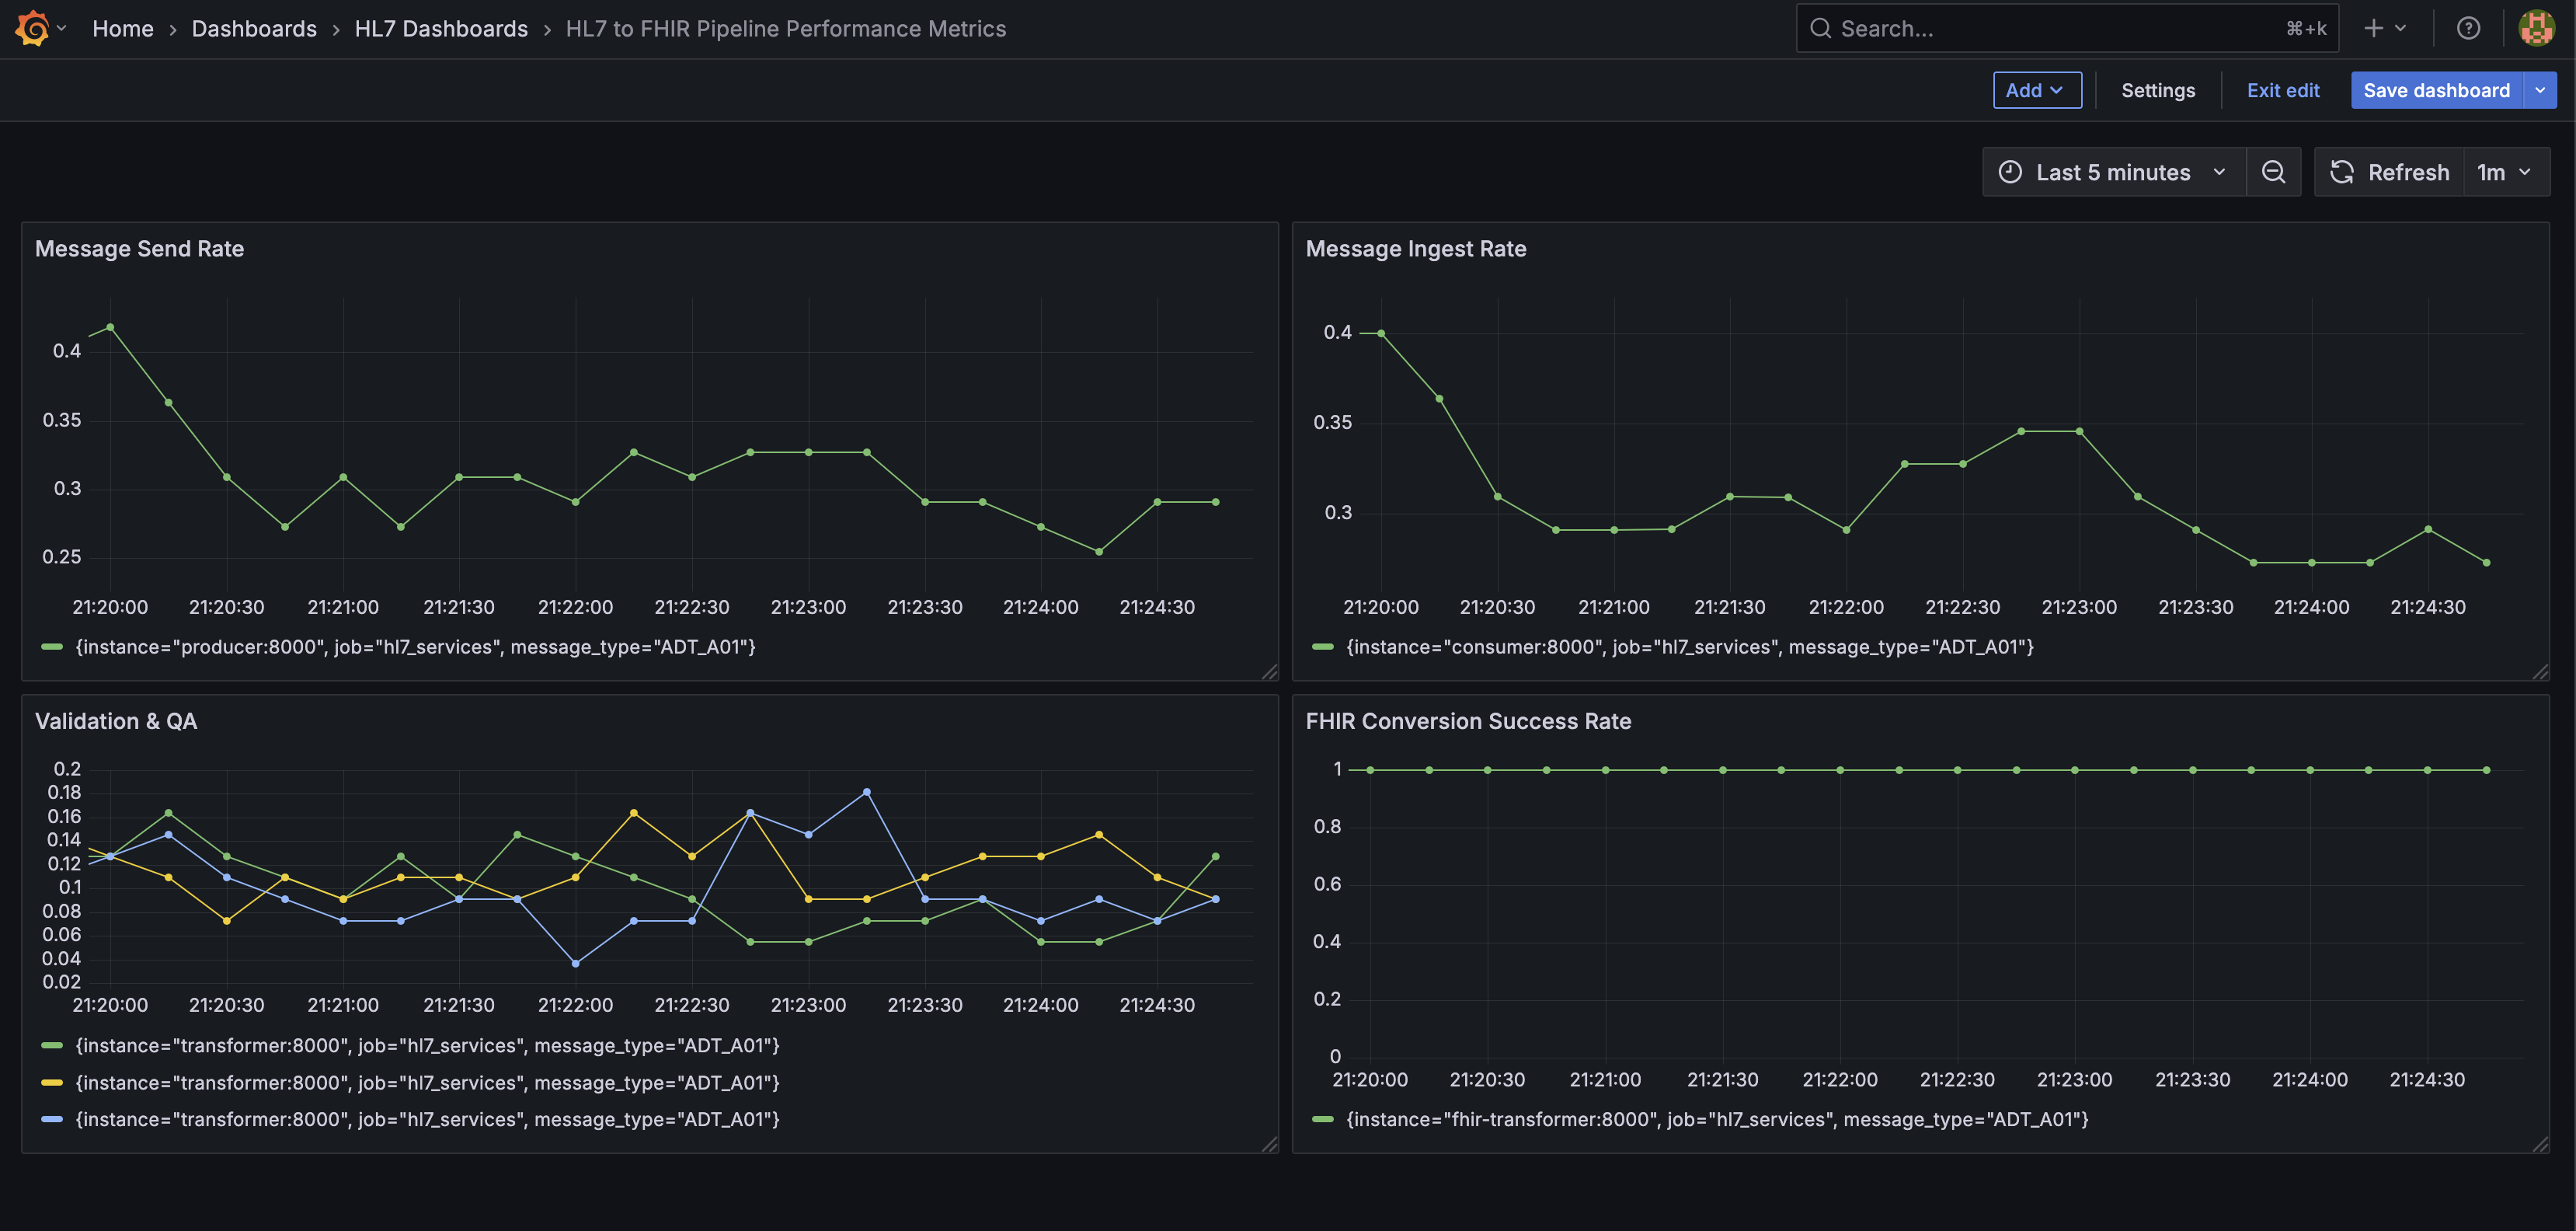 Home › Dashboards › HL7 Dashboards › HL7 to FHIR Pipeline Performance Metrics
Search... ⌘+k
Add Settings Exit edit Save dashboard
Last 5 minutes Refresh 1m
Message Send Rate
0.4
0.35
0.3
0.25
21:20:00 21:20:30 21:21:00 21:21:30 21:22:00 21:22:30 21:23:00 21:23:30 21:24:00 21:24:30
{instance="producer:8000", job="hl7_services", message_type="ADT_A01"}
Message Ingest Rate
0.4
0.35
0.3
21:20:00 21:20:30 21:21:00 21:21:30 21:22:00 21:22:30 21:23:00 21:23:30 21:24:00 21:24:30
{instance="consumer:8000", job="hl7_services", message_type="ADT_A01"}
Validation & QA
0.2
0.18
0.16
0.14
0.12
0.1
0.08
0.06
0.04
0.02
21:20:00 21:20:30 21:21:00 21:21:30 21:22:00 21:22:30 21:23:00 21:23:30 21:24:00 21:24:30
{instance="transformer:8000", job="hl7_services", message_type="ADT_A01"}
{instance="transformer:8000", job="hl7_services", message_type="ADT_A01"}
{instance="transformer:8000", job="hl7_services", message_type="ADT_A01"}
FHIR Conversion Success Rate
1
0.8
0.6
0.4
0.2
0
21:20:00 21:20:30 21:21:00 21:21:30 21:22:00 21:22:30 21:23:00 21:23:30 21:24:00 21:24:30
{instance="fhir-transformer:8000", job="hl7_services", message_type="ADT_A01"}